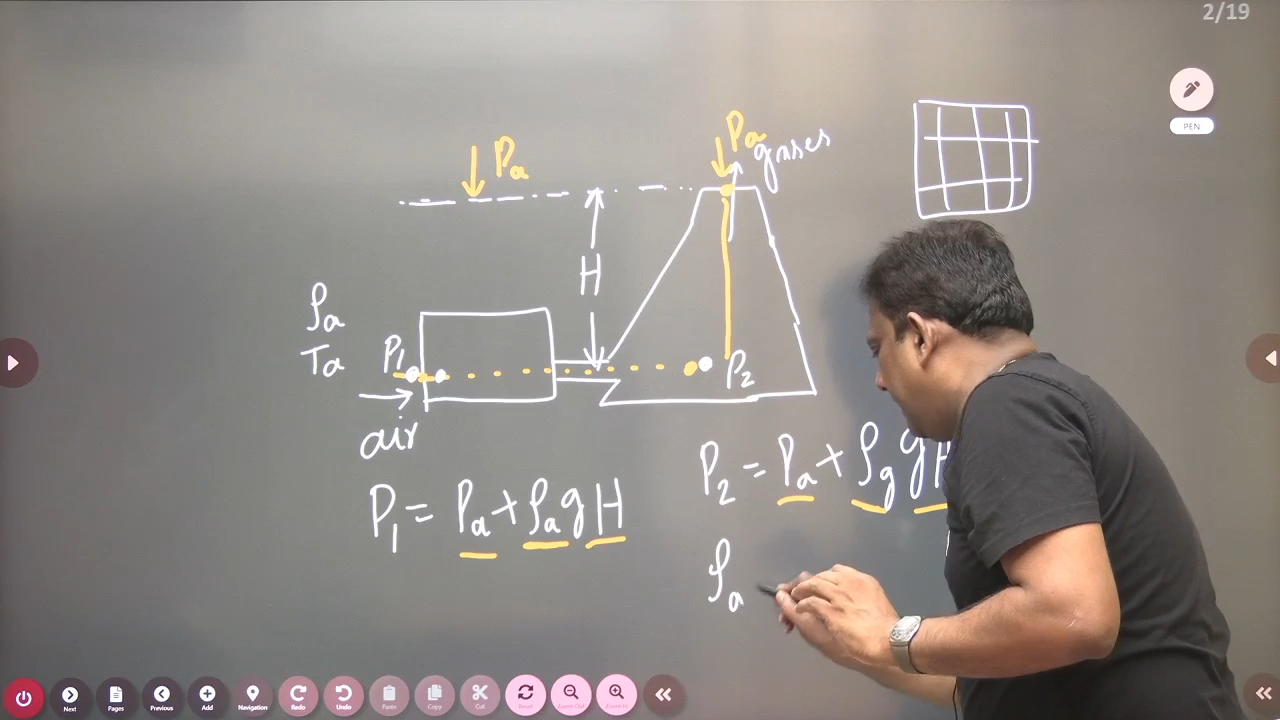 2/19
PEN
Pa
Pa
gases
H
ρa
Ta
P1
P2
air
P1 = Pa + ρa g H
P2 = Pa + ρg g H
ρa
Next
Pages
Previous
Add
Navigation
Redo
Undo
Paste
Copy
Cut
Reset
Zoom Out
Zoom In